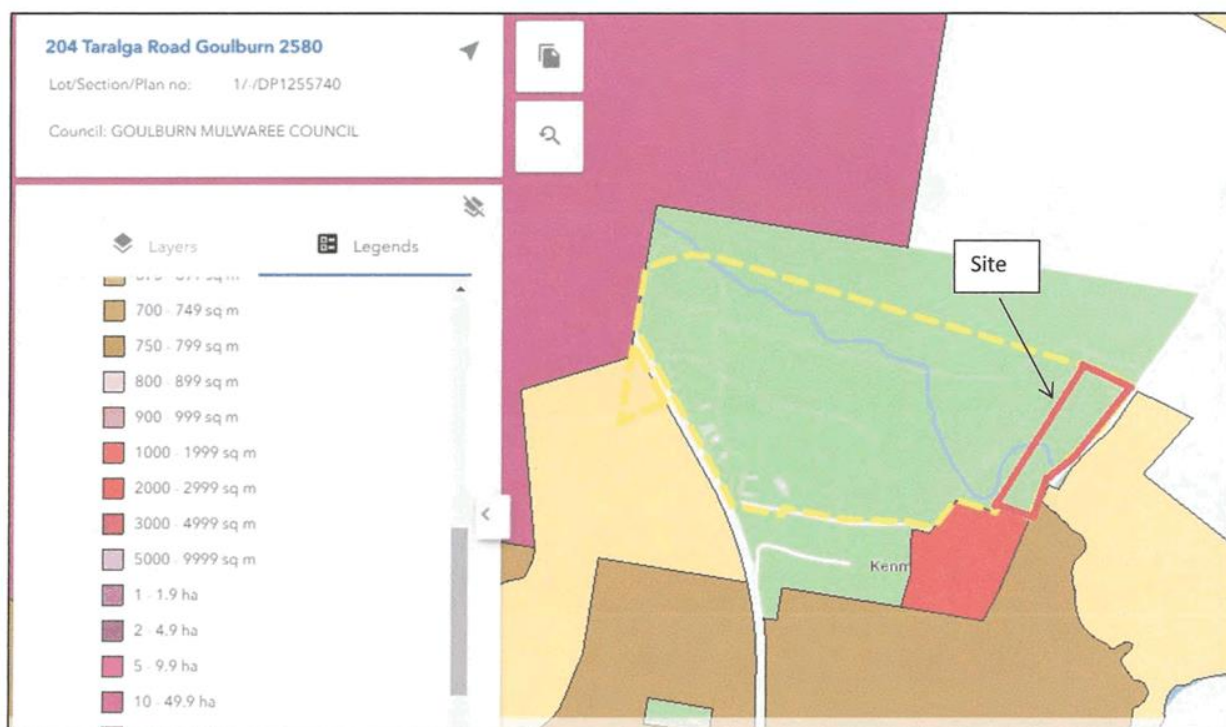 204 Taralga Road Goulburn 2580
Lot/Section/Plan no: 1/-/DP1255740
Council: GOULBURN MULWAREE COUNCIL
Layers
Legends
700 - 749 sq m
750 - 799 sq m
800 - 899 sq m
900 - 999 sq m
1000 - 1999 sq m
2000 - 2999 sq m
3000 - 4999 sq m
5000 - 9999 sq m
1 - 1.9 ha
2 - 4.9 ha
5 - 9.9 ha
10 - 49.9 ha
Site
Kenm